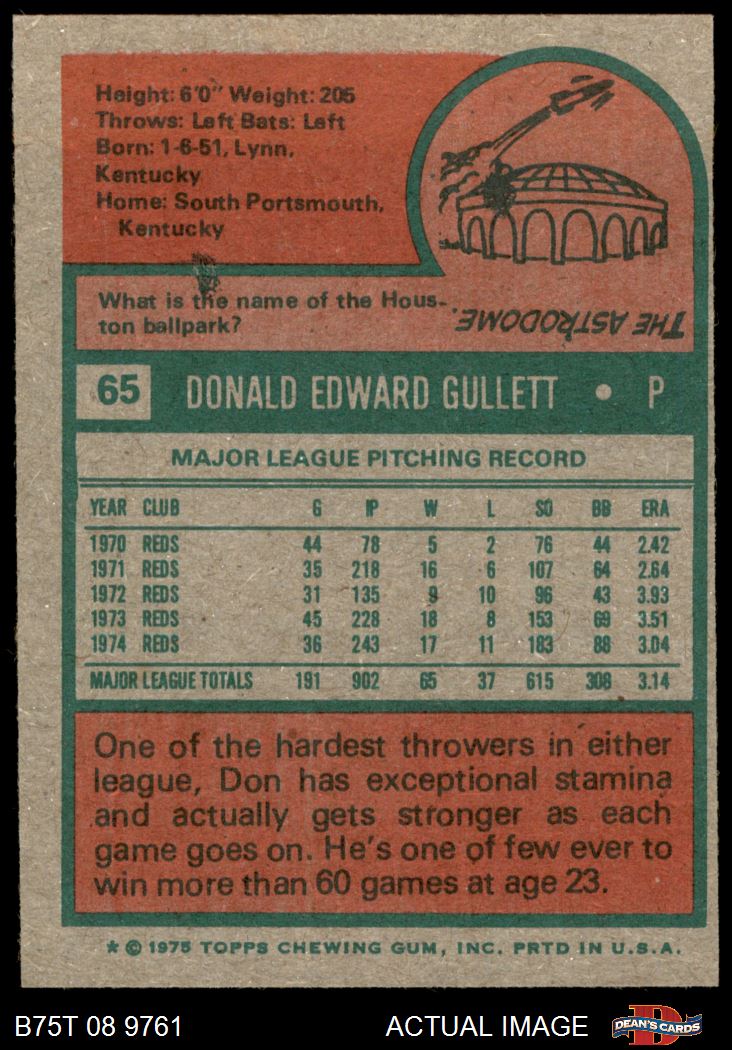 Height: 6'0" Weight: 205
Throws: Left Bats: Left
Born: 1-6-51, Lynn,
Kentucky
Home: South Portsmouth,
Kentucky
What is the name of the Hous-
ton ballpark?
THE ASTRODOME.
65 DONALD EDWARD GULLETT • P
MAJOR LEAGUE PITCHING RECORD
YEAR CLUB G IP W L SO BB ERA
1970 REDS 44 78 5 2 76 44 2.42
1971 REDS 35 218 16 6 107 64 2.64
1972 REDS 31 135 9 10 96 43 3.93
1973 REDS 45 228 18 8 153 69 3.51
1974 REDS 36 243 17 11 183 88 3.04
MAJOR LEAGUE TOTALS 191 902 65 37 615 308 3.14
One of the hardest throwers in either
league, Don has exceptional stamina
and actually gets stronger as each
game goes on. He's one of few ever to
win more than 60 games at age 23.
* © 1975 TOPPS CHEWING GUM, INC. PRTD IN U.S.A.
B75T 08 9761 ACTUAL IMAGE DEAN'S CARDS